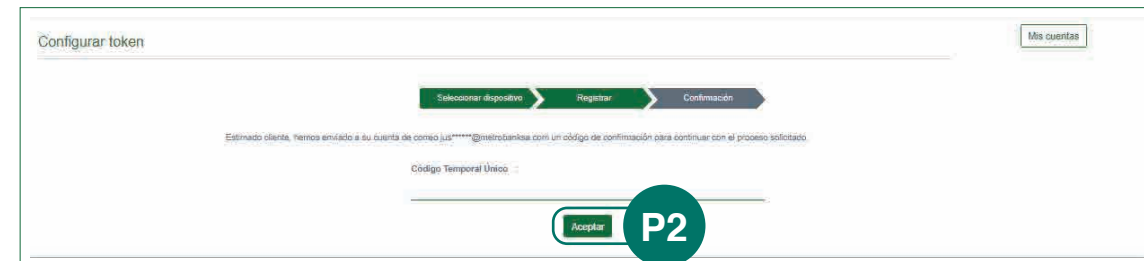 Configurar token
Mis cuentas
Seleccionar dispositivo
Registrar
Confirmación
Estimado cliente, hemos enviado a su cuenta de correo jus******@metrobanksa.com un código de confirmación para continuar con el proceso solicitado.
Código Temporal Único :
Aceptar
P2